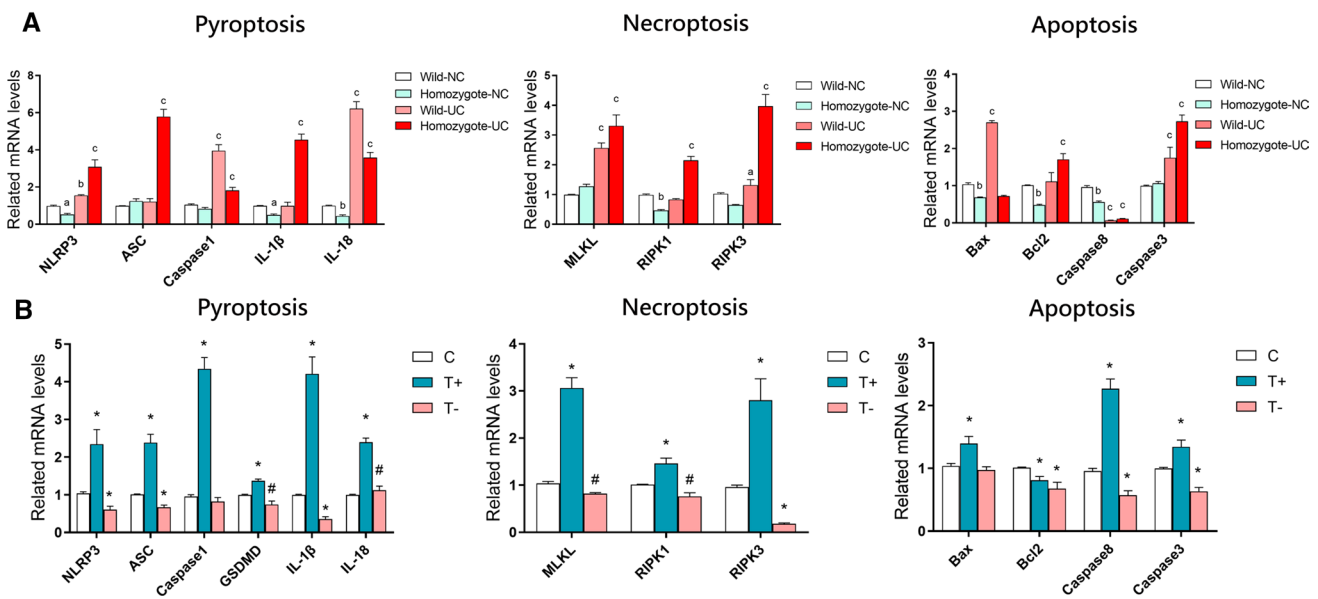 A
Pyroptosis
Related mRNA levels
8
6
4
2
0
a
b
c
c
c
c
a
c
b
c
c
NLRP3
ASC
Caspase1
IL-1β
IL-18
Wild-NC
Homozygote-NC
Wild-UC
Homozygote-UC
Necroptosis
Related mRNA levels
5
4
3
2
1
0
c
c
b
c
a
c
MLKL
RIPK1
RIPK3
Wild-NC
Homozygote-NC
Wild-UC
Homozygote-UC
Apoptosis
Related mRNA levels
4
3
2
1
0
b
c
b
c
b
c
c
c
c
Bax
Bcl2
Caspase8
Caspase3
Wild-NC
Homozygote-NC
Wild-UC
Homozygote-UC
B
Pyroptosis
Related mRNA levels
5
4
3
2
1
0
*
*
*
*
*
*
#
*
*
*
#
NLRP3
ASC
Caspase1
GSDMD
IL-1β
IL-18
C
T+
T-
Necroptosis
Related mRNA levels
4
3
2
1
0
*
#
*
#
*
*
MLKL
RIPK1
RIPK3
C
T+
T-
Apoptosis
Related mRNA levels
3
2
1
0
*
*
*
*
*
*
*
Bax
Bcl2
Caspase8
Caspase3
C
T+
T-